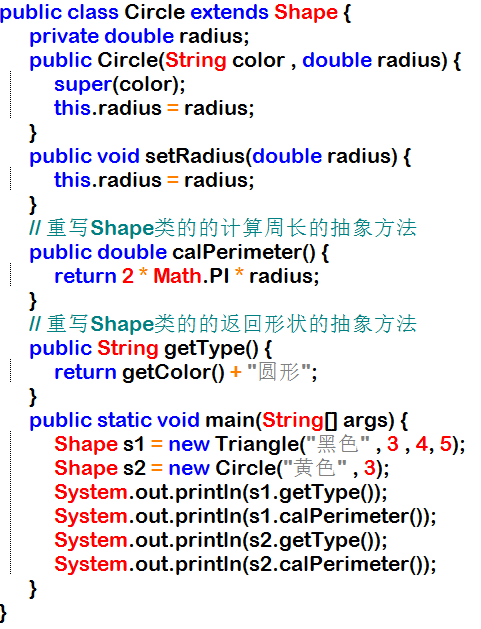 public class Circle extends Shape {
private double radius;
public Circle(String color , double radius) {
super(color);
this.radius = radius;
}
public void setRadius(double radius) {
this.radius = radius;
}
// 重写Shape类的的计算周长的抽象方法
public double calPerimeter() {
return 2 * Math.PI * radius;
}
// 重写Shape类的的返回形状的抽象方法
public String getType() {
return getColor() + "圆形";
}
public static void main(String[] args) {
Shape s1 = new Triangle("黑色" , 3 , 4, 5);
Shape s2 = new Circle("黄色" , 3);
System.out.println(s1.getType());
System.out.println(s1.calPerimeter());
System.out.println(s2.getType());
System.out.println(s2.calPerimeter());
}
}